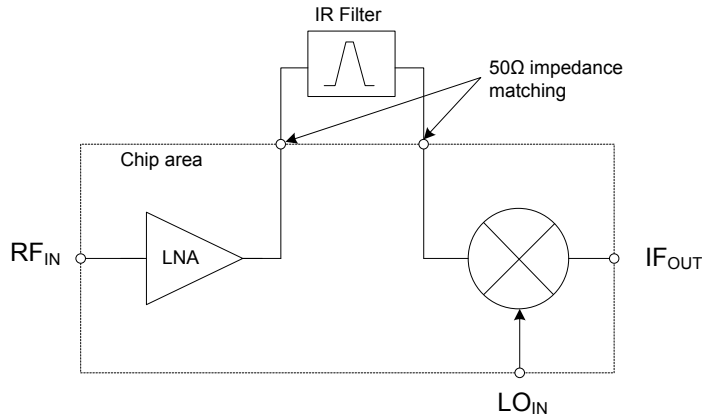 IR Filter
50Ω impedance
matching
Chip area
RF_IN
LNA
IF_OUT
LO_IN